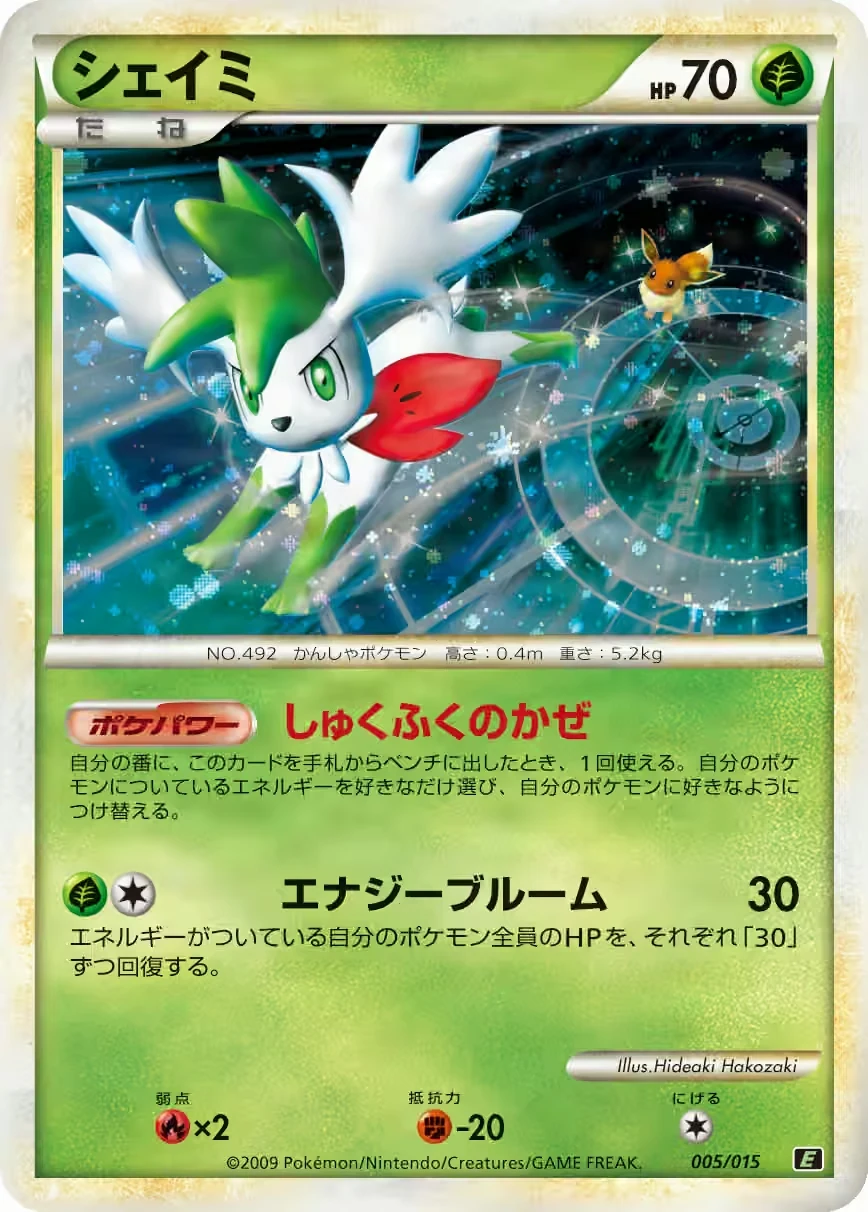 シェイミ
HP70
たね
NO.492 かんしゃポケモン 高さ:0.4m 重さ:5.2kg
ポケパワー しゅくふくのかぜ
自分の番に、このカードを手札からベンチに出したとき、1回使える。自分のポケ
モンについているエネルギーを好きなだけ選び、自分のポケモンに好きなように
つけ替える。
エナジーブルーム 30
エネルギーがついている自分のポケモン全員のHPを、それぞれ「30」
ずつ回復する。
Illus.Hideaki Hakozaki
弱点 抵抗力 にげる
×2 -20
©2009 Pokémon/Nintendo/Creatures/GAME FREAK. 005/015 E